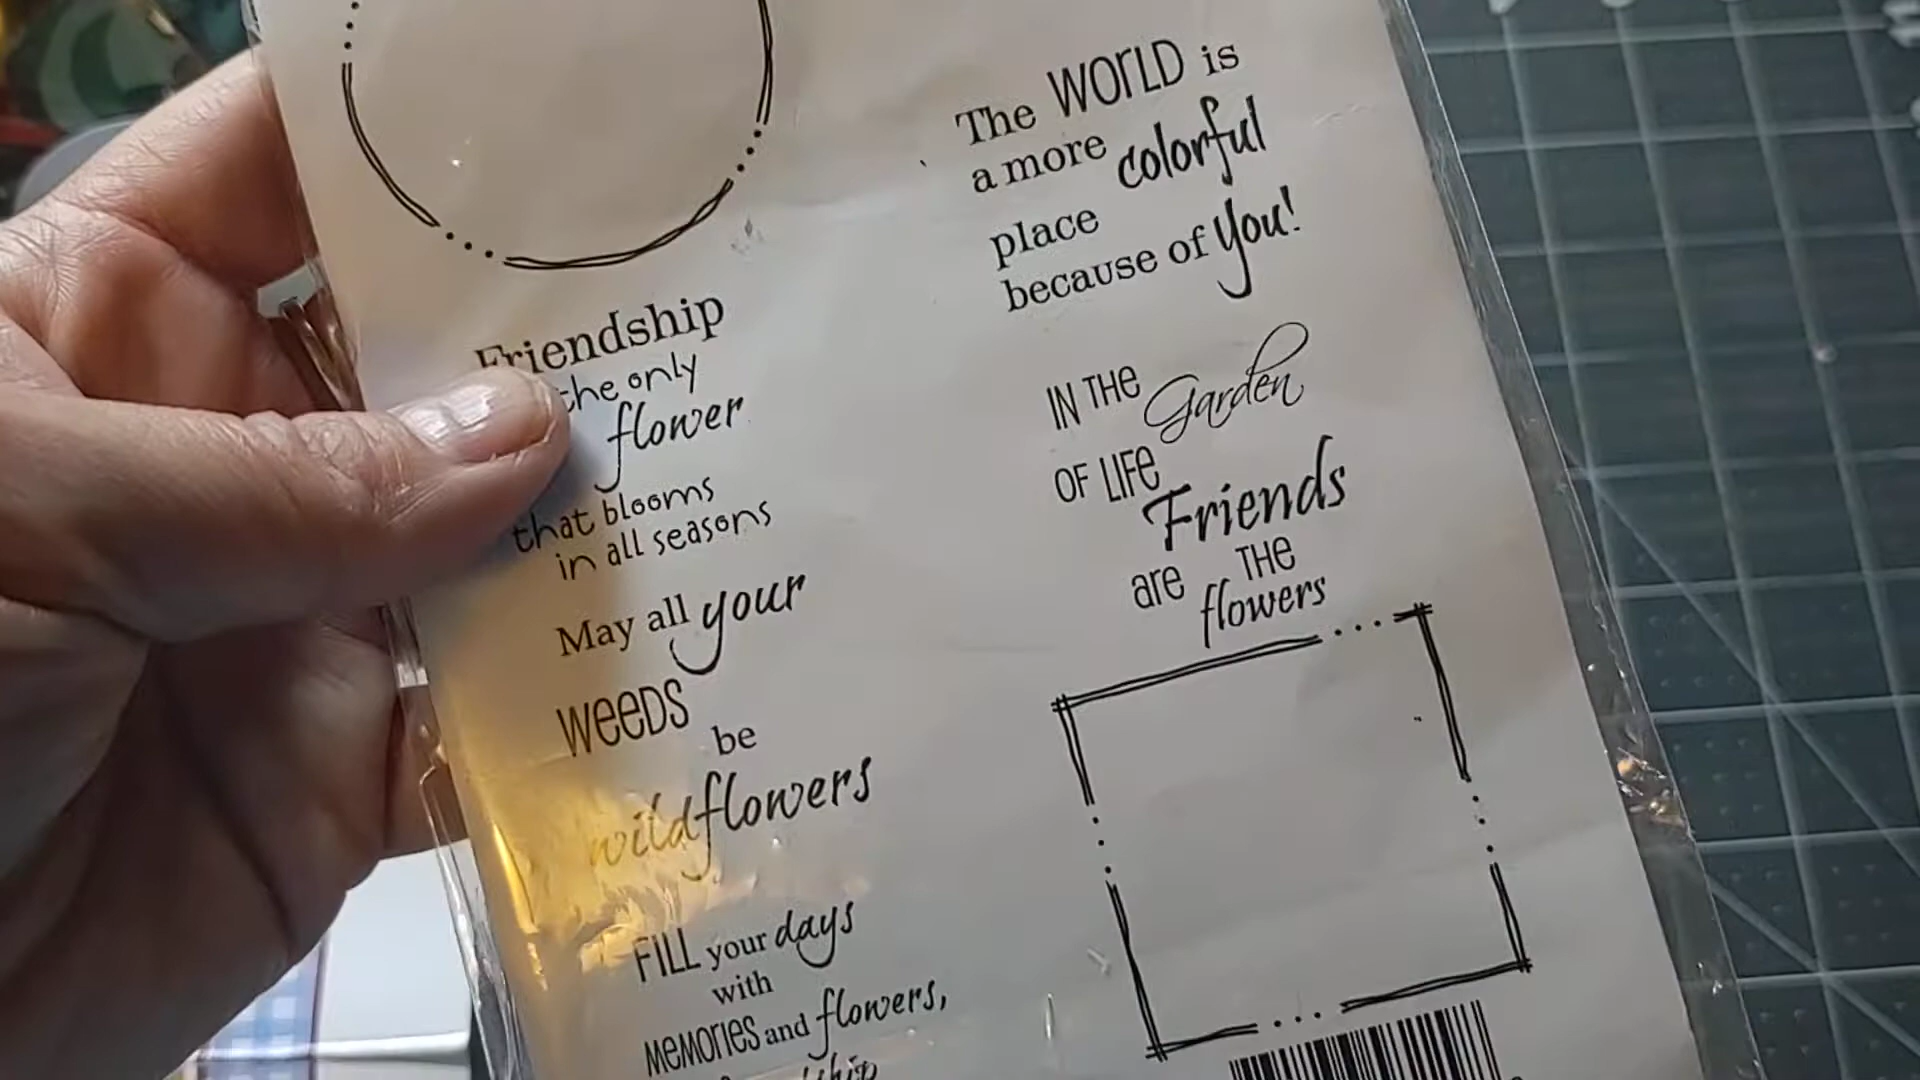 Friendship
the only
flower
that blooms
in all seasons
May all your
WEEDS
be
wildflowers
FILL your days
with
MEMORIES and flowers,
The WORLD is
a more colorful
place
because of you!
IN THE Garden
OF LIFE
Friends
are THE
flowers